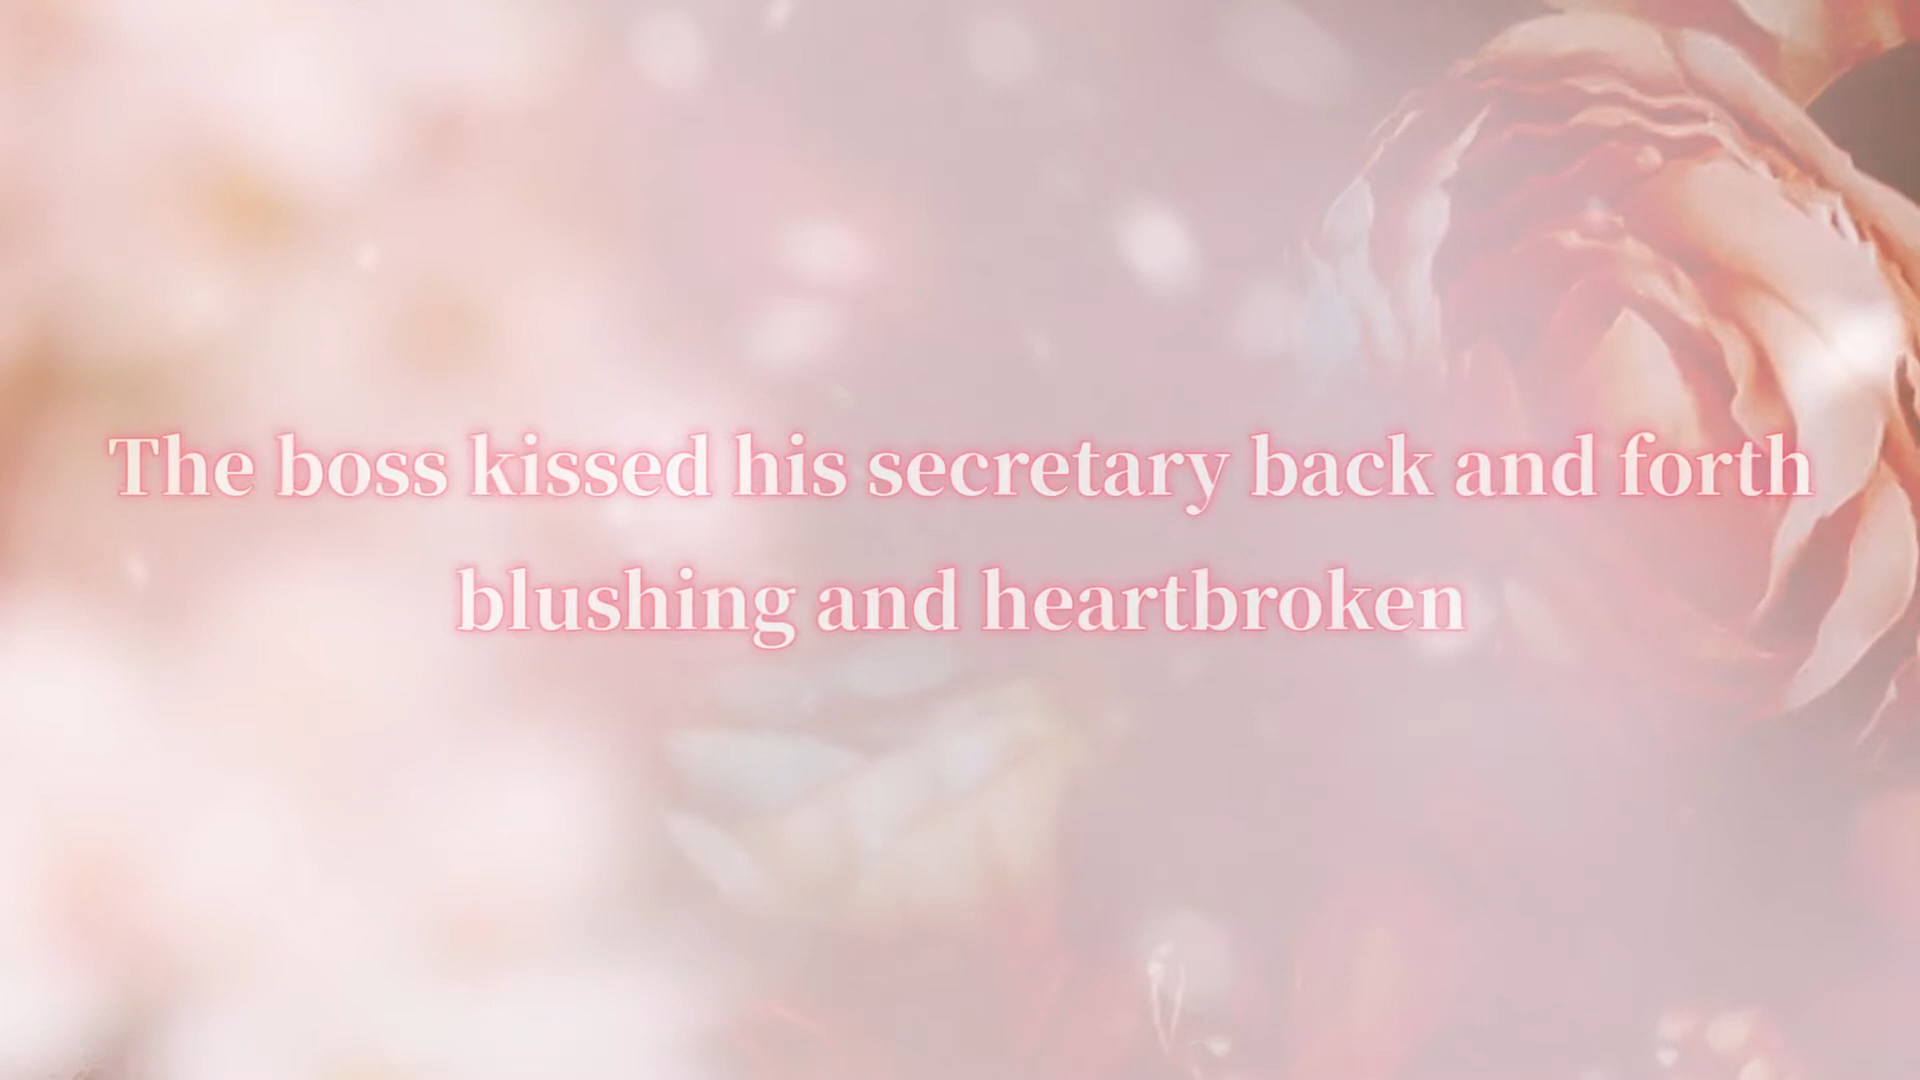 The boss kissed his secretary back and forth
blushing and heartbroken